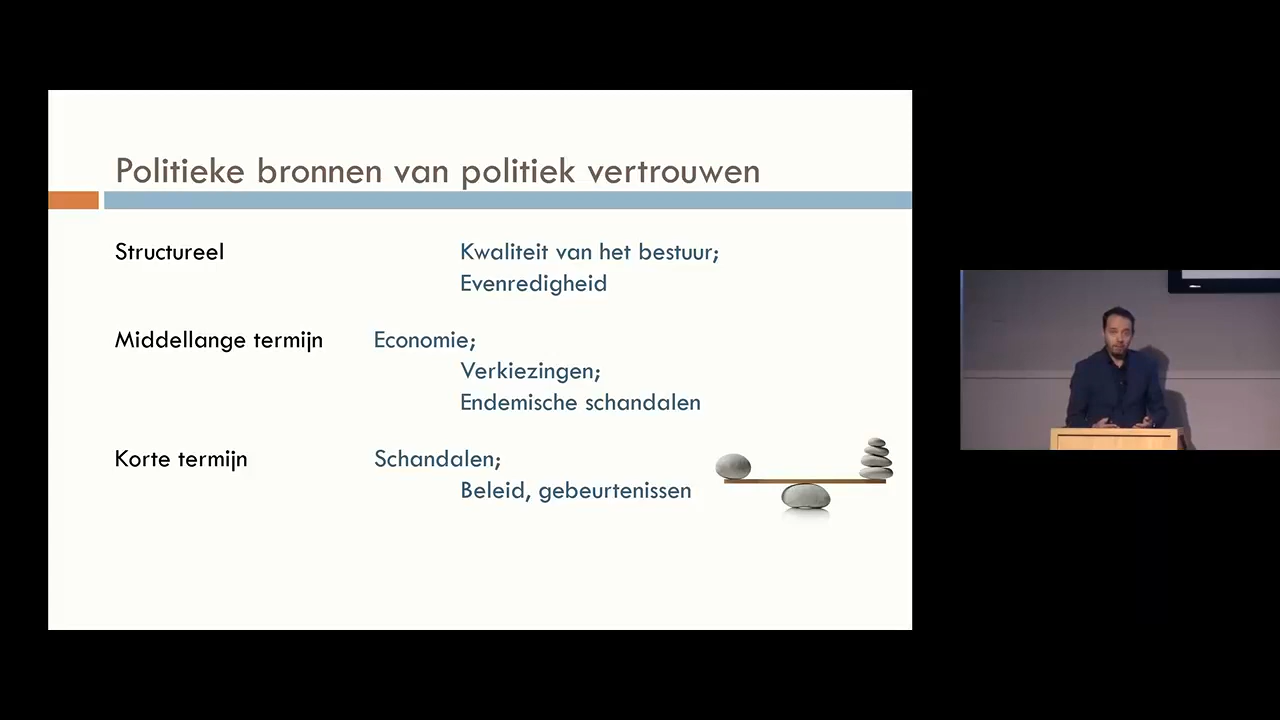 Politieke bronnen van politiek vertrouwen
Structureel Kwaliteit van het bestuur;
Evenredigheid
Middellange termijn Economie;
Verkiezingen;
Endemische schandalen
Korte termijn Schandalen;
Beleid, gebeurtenissen